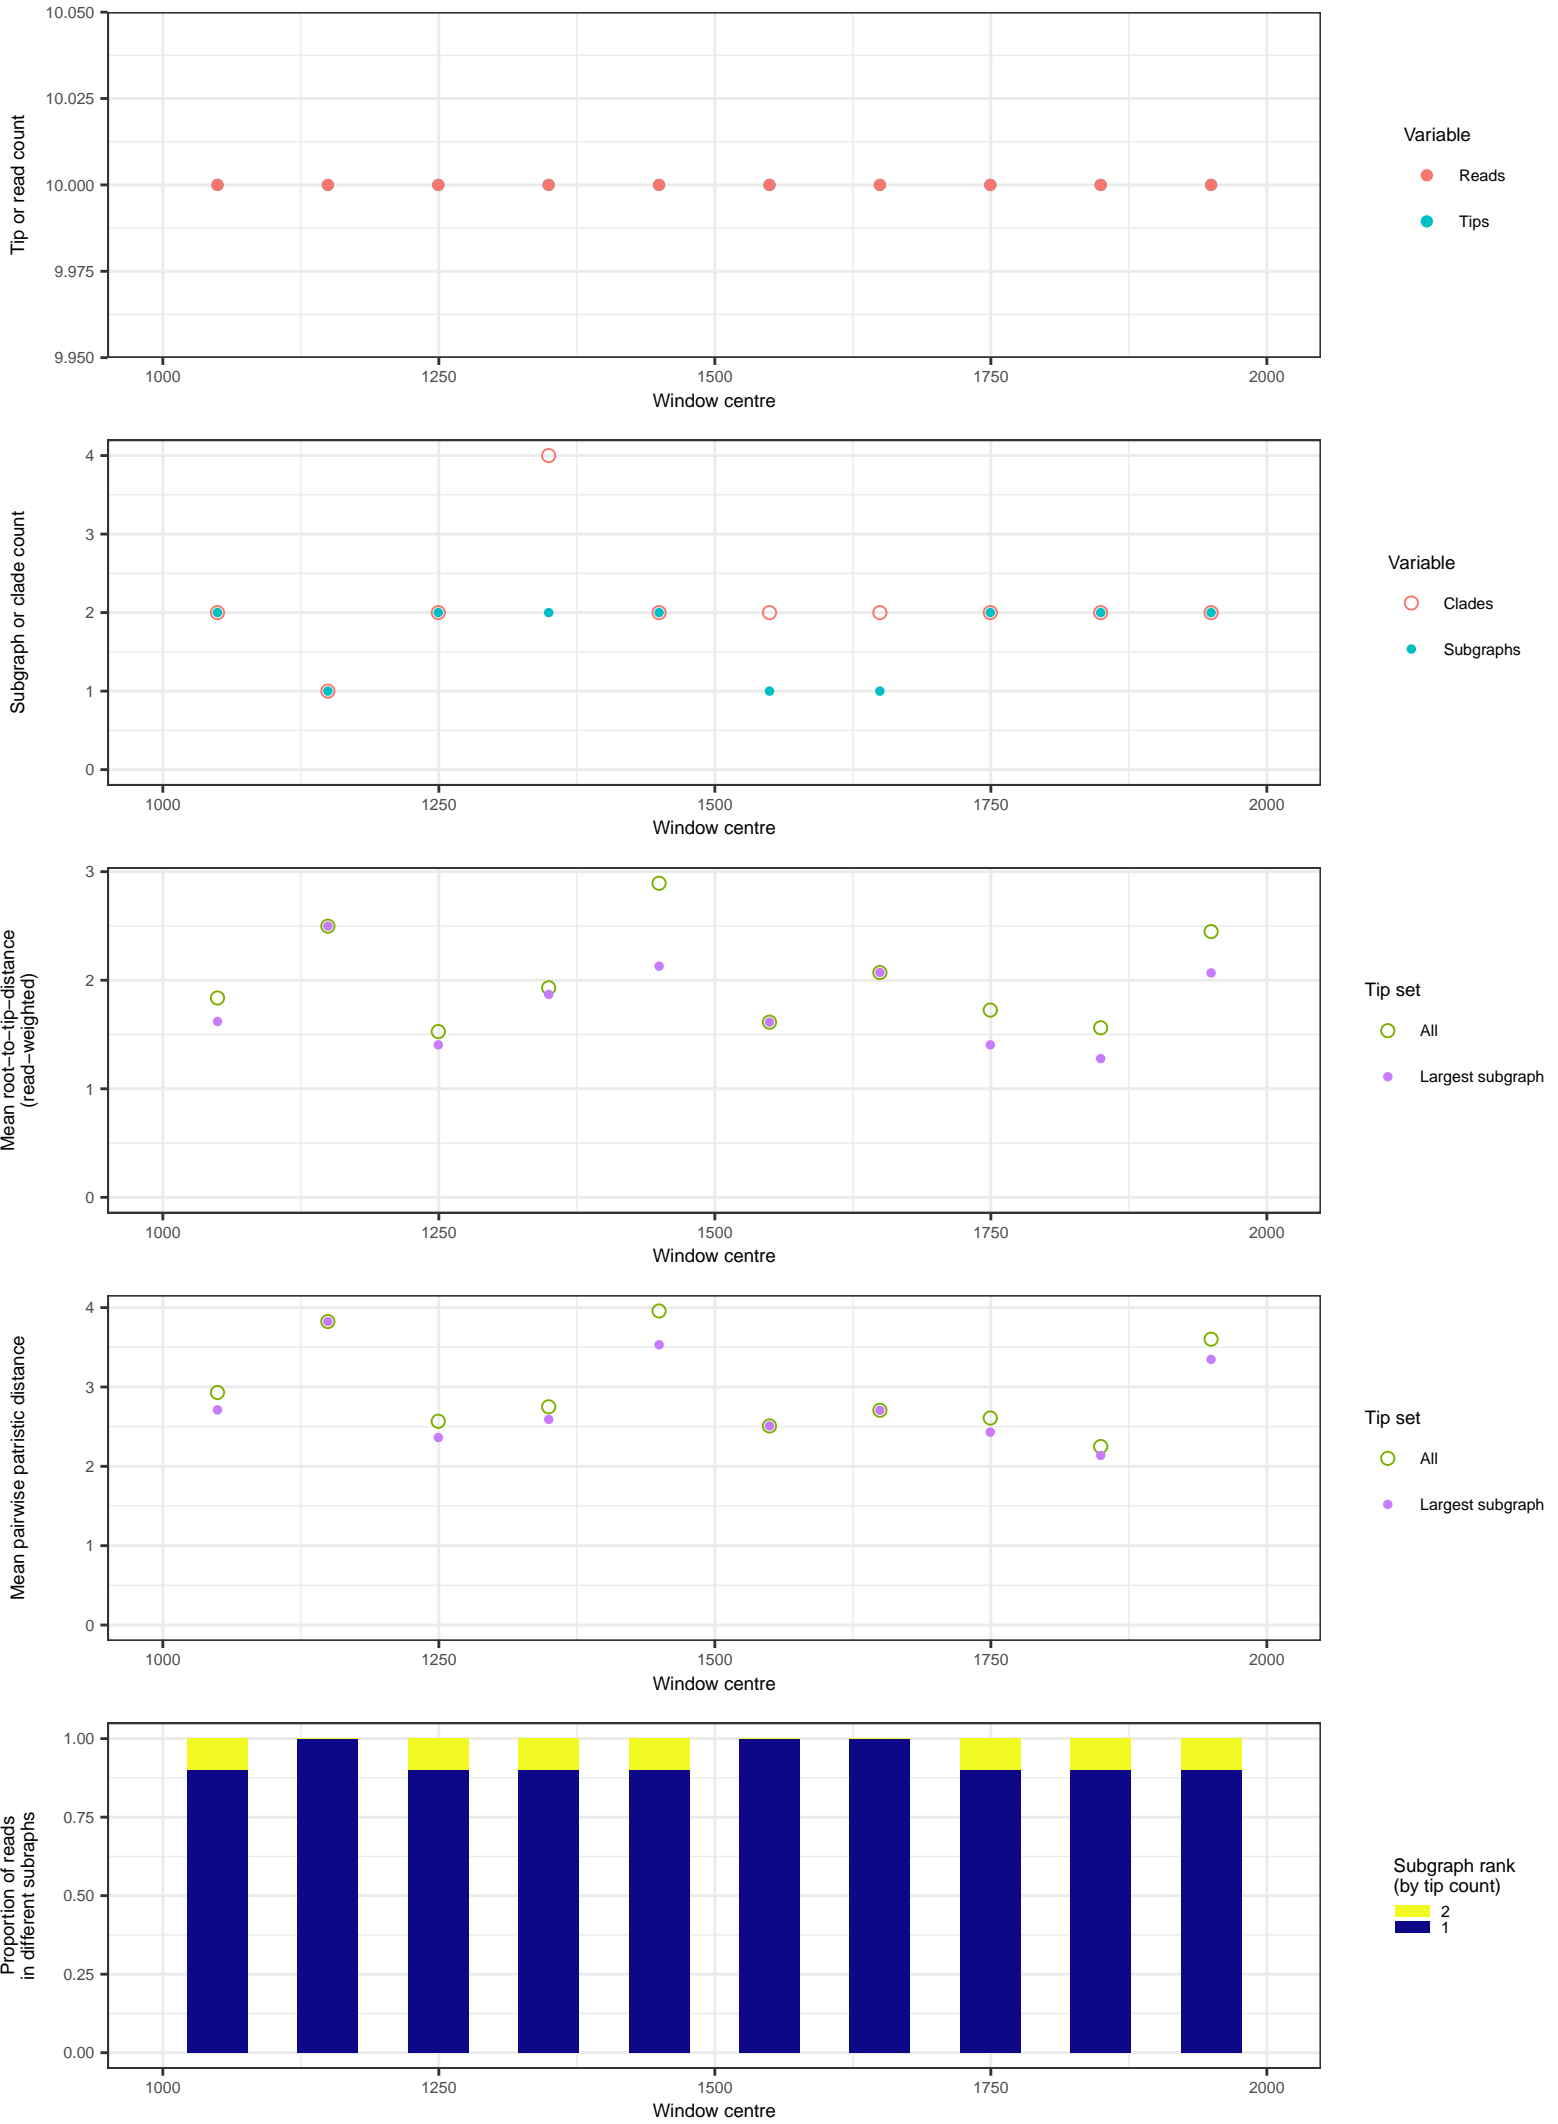 10.050
10.025
10.000
9.975
9.950
Tip or read count
1000 1250 1500 1750 2000
Window centre
Variable
Reads
Tips
4
3
2
1
0
Subgraph or clade count
1000 1250 1500 1750 2000
Window centre
Variable
Clades
Subgraphs
3
2
1
0
Mean root−to−tip−distance
(read−weighted)
1000 1250 1500 1750 2000
Window centre
Tip set
All
Largest subgraph
4
3
2
1
0
Mean pairwise patristic distance
1000 1250 1500 1750 2000
Window centre
Tip set
All
Largest subgraph
1.00
0.75
0.50
0.25
0.00
Proportion of reads
in different subraphs
1000 1250 1500 1750 2000
Window centre
Subgraph rank
(by tip count)
2
1